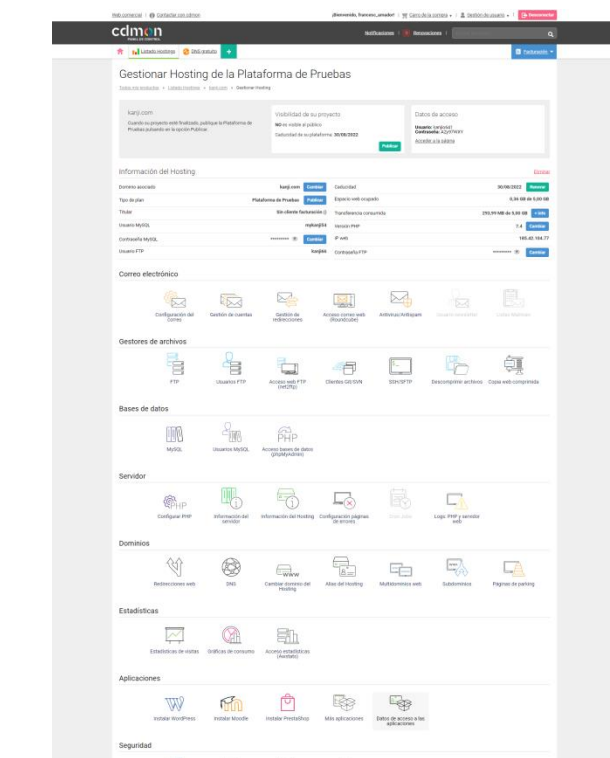 Web comercial | Contactar con cdmon
¡Bienvenido, francesc_amador! | Carro de la compra | Gestión de usuario | Desconectar
cdmon
PANEL DE CONTROL
Notificaciones | Renovaciones
Listado Hostings DNS gratuito + Facturación
Gestionar Hosting de la Plataforma de Pruebas
Todos mis productos > Listado Hostings > kanji.com > Gestionar Hosting
kanji.com
Cuando su proyecto esté finalizado, publique la Plataforma de
Pruebas pulsando en la opción Publicar
Visibilidad de su proyecto
NO es visible al público
Caducidad de su plataforma: 30/08/2022
Publicar
Datos de acceso
Usuario:
Contraseña:
Acceder a la página
Información del Hosting
Dominio asociado kanji.com Cambiar
Tipo de plan Plataforma de Pruebas Publicar
Titular Sin cliente facturación ()
Usuario MySQL
Contraseña MySQL ********* Cambiar
Usuario FTP
Caducidad 30/08/2022 Renovar
Espacio web ocupado
Transferencia consumida + Info
Versión PHP 7.4 Cambiar
IP web
Contraseña FTP ********* Cambiar
Correo electrónico
Configuración del
correo
Gestión de cuentas
Gestión de
redirecciones
Acceso correo web
(Roundcube)
Antivirus/Antispam
Gestores de archivos
FTP
Usuarios FTP
Acceso web FTP
(net2ftp)
Clientes Git/SVN
SSH/SFTP
Descomprimir archivos
Copia web comprimida
Bases de datos
MySQL
Usuarios MySQL
Acceso bases de datos
(phpMyAdmin)
Servidor
Configurar PHP
Información del
servidor
Información del Hosting
Configuración páginas
de errores
Logs: PHP y servidor
web
Dominios
Redirecciones web
DNS
Cambiar dominio del
Hosting
Alias del Hosting
Multidominios web
Subdominios
Páginas de parking
Estadísticas
Estadísticas de visitas
Gráficas de consumo
Acceso estadísticas
(Awstats)
Aplicaciones
Instalar WordPress
Instalar Moodle
Instalar PrestaShop
Más aplicaciones
Datos de acceso a las
aplicaciones
Seguridad